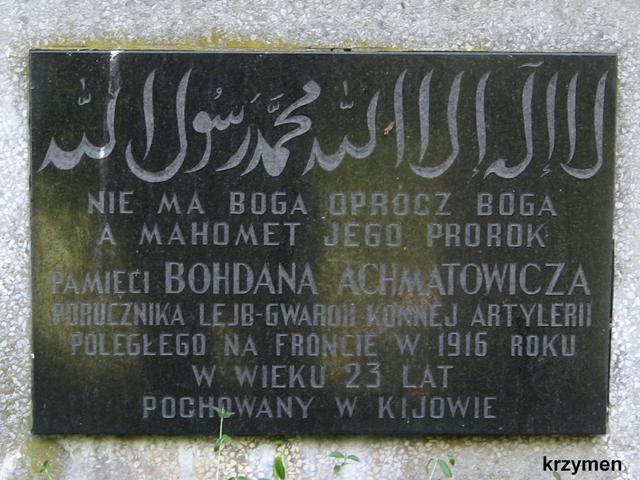 لا إله إلا الله محمد رسول الله
NIE MA BOGA OPRÓCZ BOGA
A MAHOMET JEGO PROROK
PAMIĘCI BOHDANA ACHMATOWICZA
PORUCZNIKA LEJB-GWARDII KONNEJ ARTYLERII
POLEGŁEGO NA FRONCIE W 1916 ROKU
W WIEKU 23 LAT
POCHOWANY W KIJOWIE
krzymen